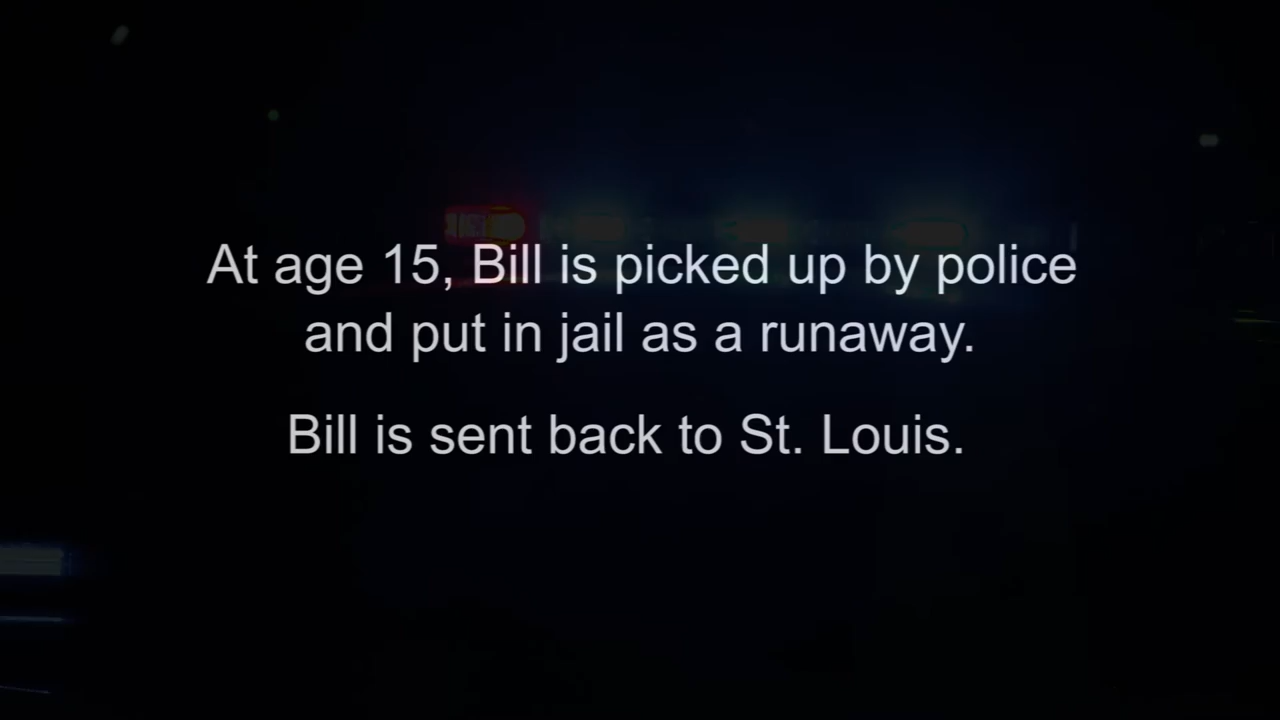 At age 15, Bill is picked up by police
and put in jail as a runaway.
Bill is sent back to St. Louis.